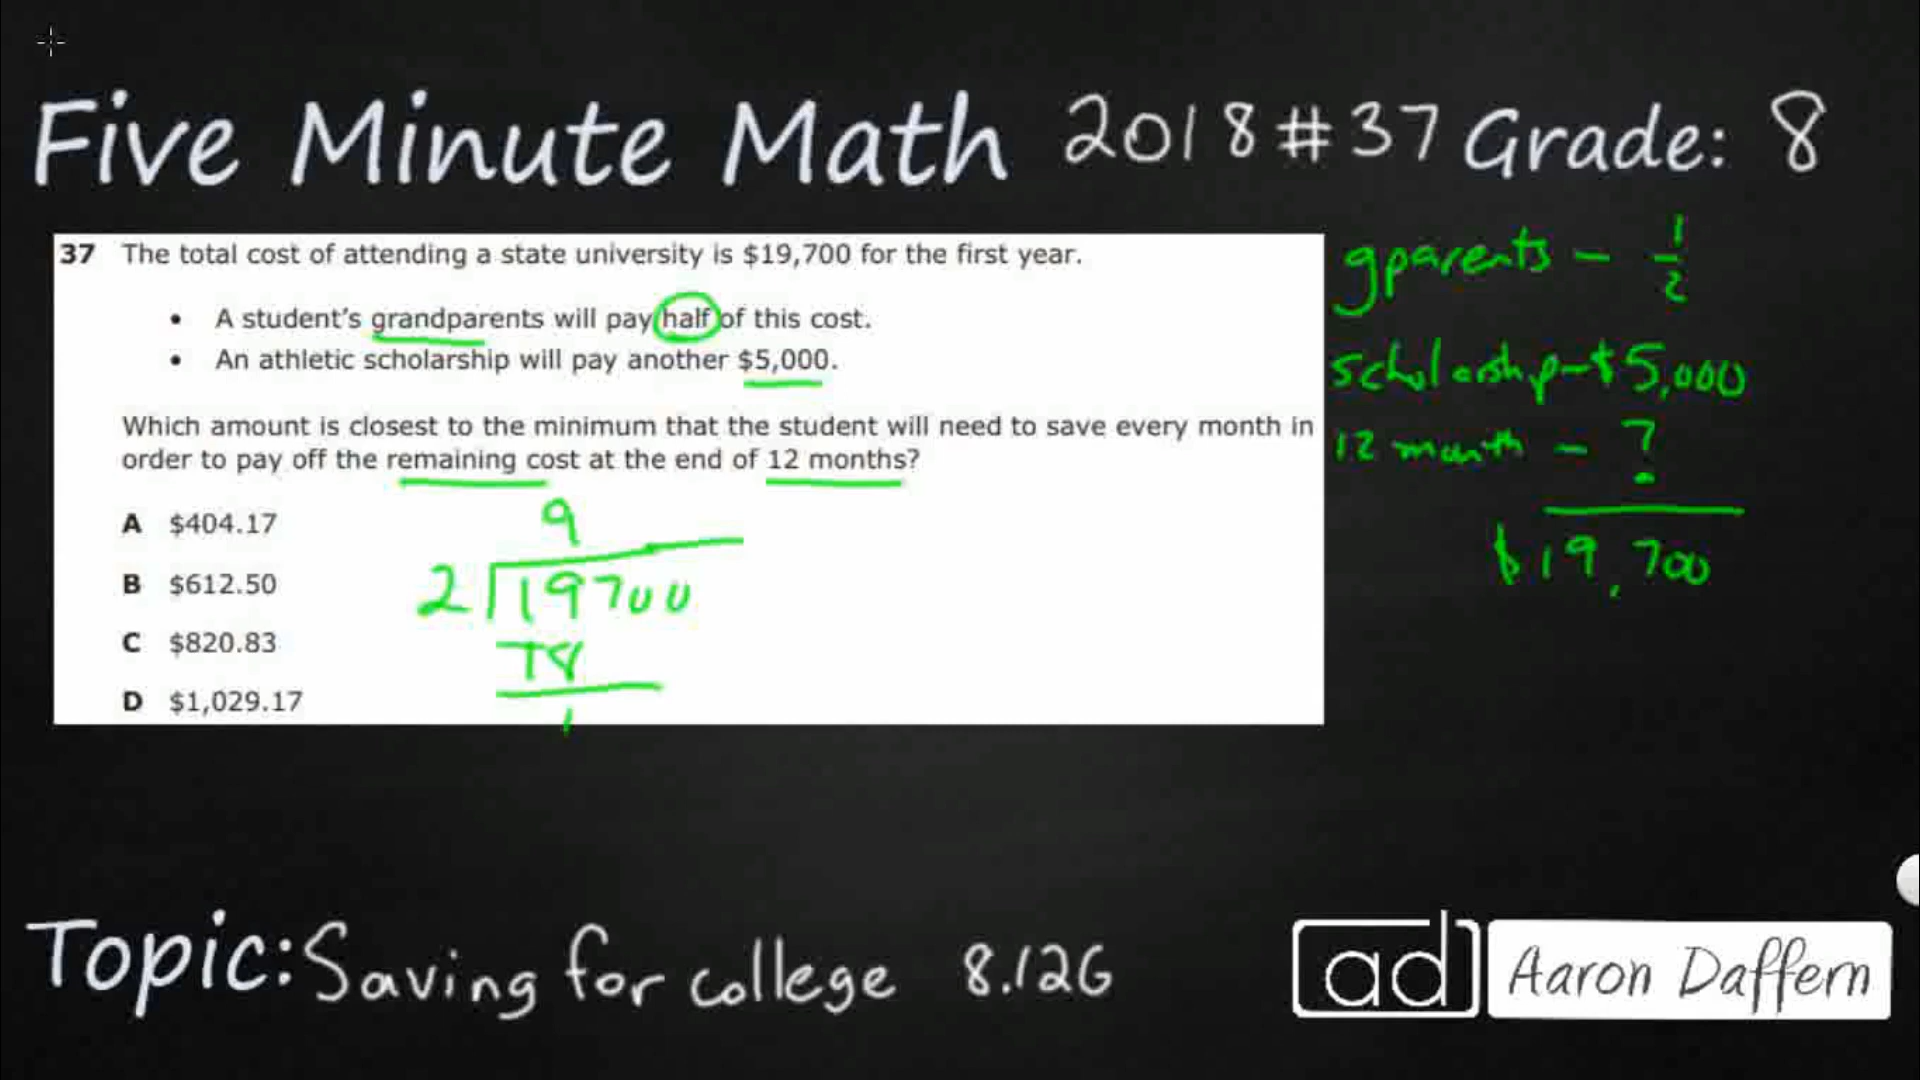 Five Minute Math 2018 #37 Grade: 8
37 The total cost of attending a state university is $19,700 for the first year.
• A student's grandparents will pay half of this cost.
• An athletic scholarship will pay another $5,000.
Which amount is closest to the minimum that the student will need to save every month in
order to pay off the remaining cost at the end of 12 months?
A $404.17
B $612.50
C $820.83
D $1,029.17
9
2 19700
18
1
gparents - 1/2
scholarship - $5,000
12 month - ?
$19,700
Topic: Saving for college 8.12G
ad Aaron Daffern